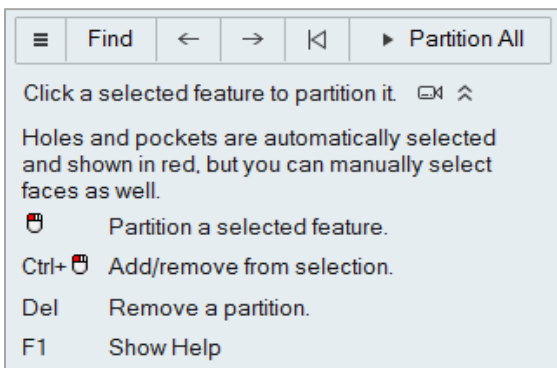 Find Partition All
Click a selected feature to partition it.
Holes and pockets are automatically selected
and shown in red, but you can manually select
faces as well.
Partition a selected feature.
Ctrl+ Add/remove from selection.
Del Remove a partition.
F1 Show Help